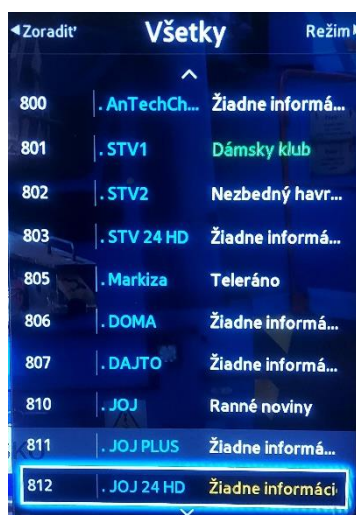 ◄Zoradiť Všetky Režim
800 . AnTechCh... Žiadne informá...
801 . STV1 Dámsky klub
802 . STV2 Nezbedný havr...
803 . STV 24 HD Žiadne informá...
805 . Markiza Teleráno
806 . DOMA Žiadne informá...
807 . DAJTO Žiadne informá...
810 . JOJ Ranné noviny
811 . JOJ PLUS Žiadne informá...
812 . JOJ 24 HD Žiadne informáci